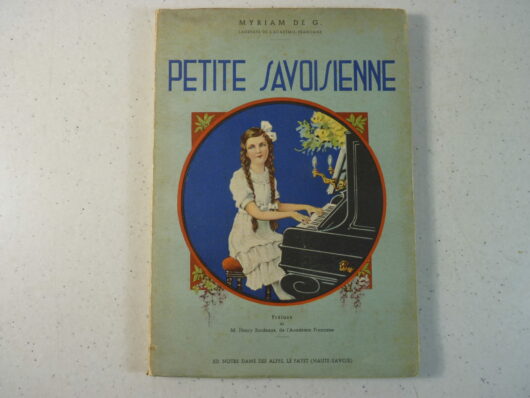 MYRIAM DE G.
LAURÉATE DE L'ACADÉMIE FRANÇAISE
PETITE SAVOISIENNE
Préface
de
M. Henry Bordeaux, de l'Académie Française
ED. NOTRE DAME DES ALPES, LE FAYET (HAUTE-SAVOIE)